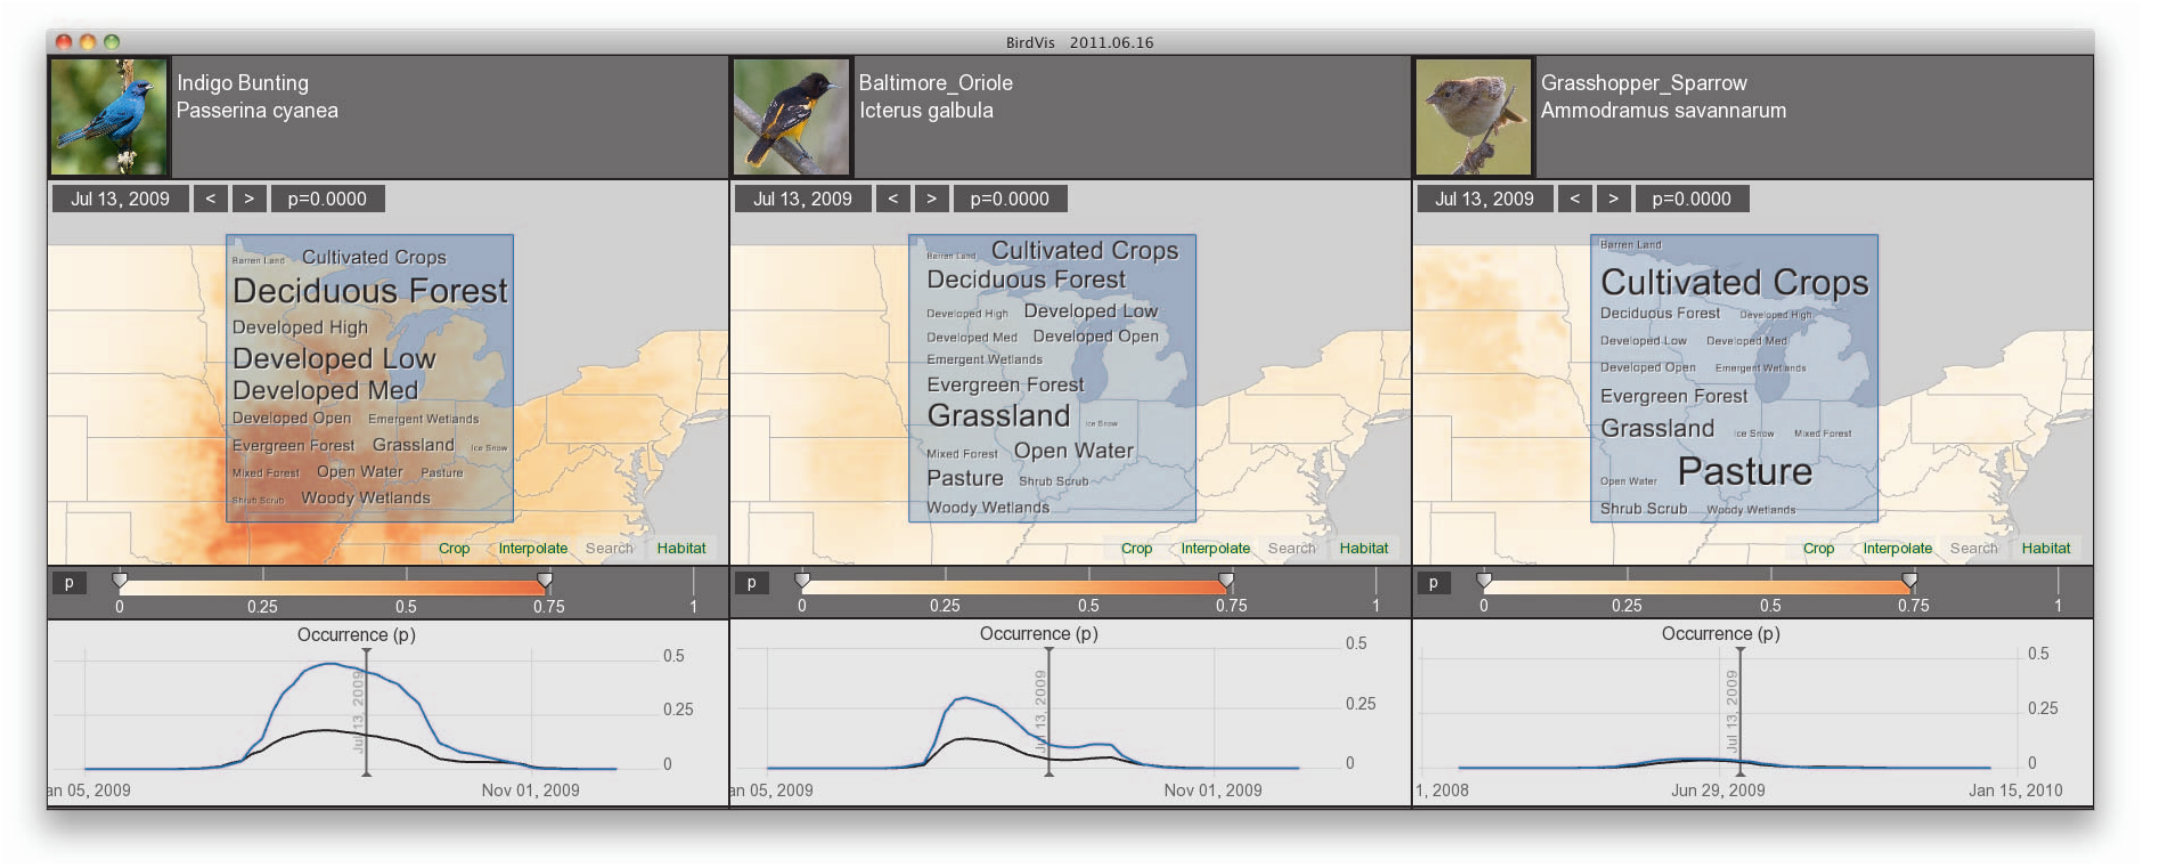 BirdVis 2011.06.16
Indigo Bunting
Passerina cyanea
Jul 13, 2009 < > p=0.0000
Barren Land Cultivated Crops
Deciduous Forest
Developed High
Developed Low
Developed Med
Developed Open Emergent Wetlands
Evergreen Forest Grassland Ice Snow
Mixed Forest Open Water Pasture
Shrub Scrub Woody Wetlands
Crop Interpolate Search Habitat
p
0 0.25 0.5 0.75 1
Occurrence (p)
0.5
0.25
0
Jul 13, 2009
an 05, 2009 Nov 01, 2009
Baltimore_Oriole
Icterus galbula
Jul 13, 2009 < > p=0.0000
Barren Land Cultivated Crops
Deciduous Forest
Developed High Developed Low
Developed Med Developed Open
Emergent Wetlands
Evergreen Forest
Grassland Ice Snow
Mixed Forest Open Water
Pasture Shrub Scrub
Woody Wetlands
Crop Interpolate Search Habitat
p
0 0.25 0.5 0.75 1
Occurrence (p)
0.5
0.25
0
Jul 13, 2009
an 05, 2009 Nov 01, 2009
Grasshopper_Sparrow
Ammodramus savannarum
Jul 13, 2009 < > p=0.0000
Barren Land
Cultivated Crops
Deciduous Forest Developed High
Developed Low Developed Med
Developed Open Emergent Wetlands
Evergreen Forest
Grassland Ice Snow Mixed Forest
Open Water Pasture
Shrub Scrub Woody Wetlands
Crop Interpolate Search Habitat
p
0 0.25 0.5 0.75 1
Occurrence (p)
0.5
0.25
0
Jul 13, 2009
1, 2008 Jun 29, 2009 Jan 15, 2010